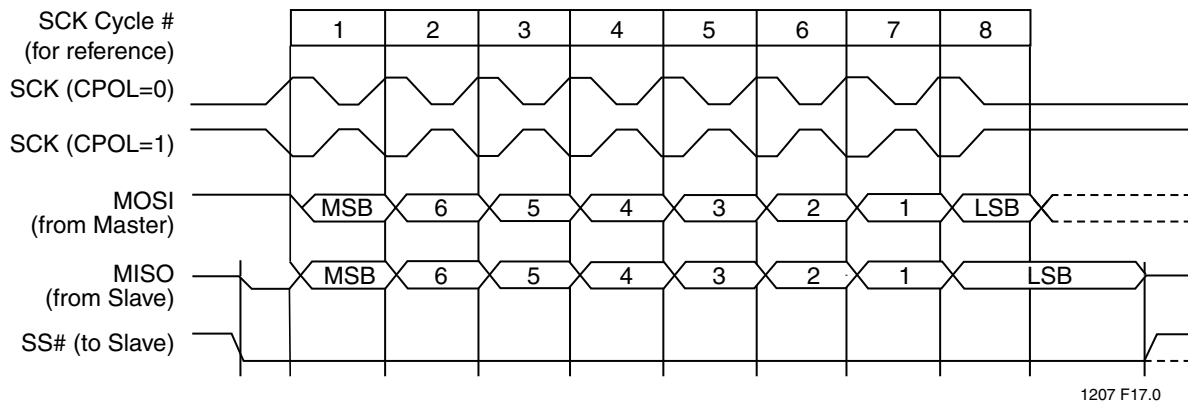 SCK Cycle #
(for reference)
1 2 3 4 5 6 7 8
SCK (CPOL=0)
SCK (CPOL=1)
MOSI
(from Master)
MSB 6 5 4 3 2 1 LSB
MISO
(from Slave)
MSB 6 5 4 3 2 1 LSB
SS# (to Slave)
1207 F17.0